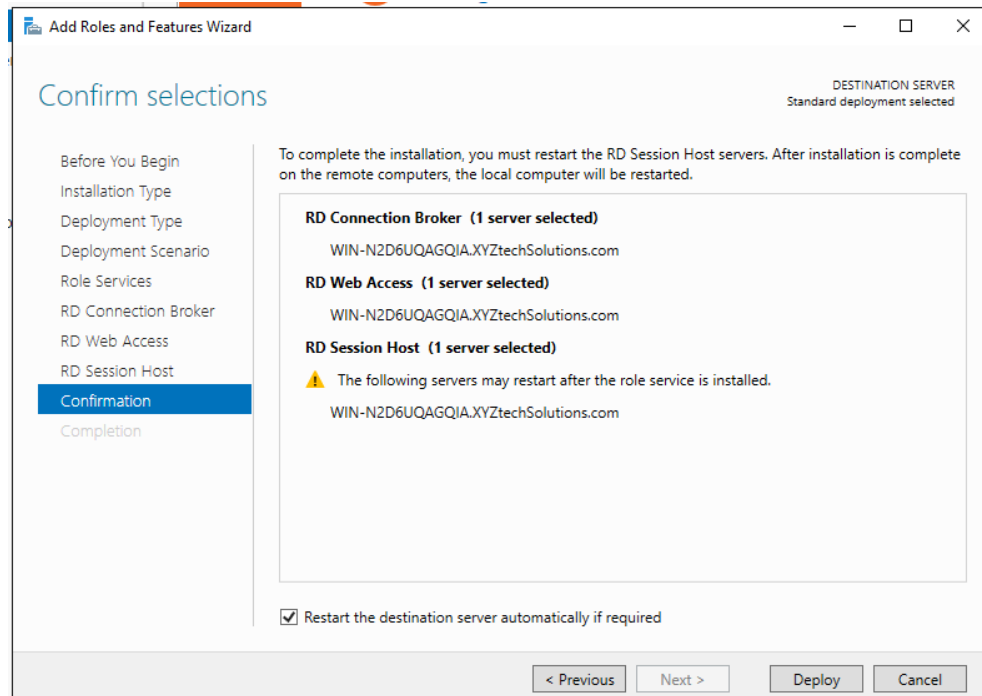 Add Roles and Features Wizard
Confirm selections
DESTINATION SERVER
Standard deployment selected
Before You Begin
Installation Type
Deployment Type
Deployment Scenario
Role Services
RD Connection Broker
RD Web Access
RD Session Host
Confirmation
Completion
To complete the installation, you must restart the RD Session Host servers. After installation is complete
on the remote computers, the local computer will be restarted.
RD Connection Broker (1 server selected)
WIN-N2D6UQAGQIA.XYZtechSolutions.com
RD Web Access (1 server selected)
WIN-N2D6UQAGQIA.XYZtechSolutions.com
RD Session Host (1 server selected)
The following servers may restart after the role service is installed.
WIN-N2D6UQAGQIA.XYZtechSolutions.com
Restart the destination server automatically if required
< Previous
Next >
Deploy
Cancel